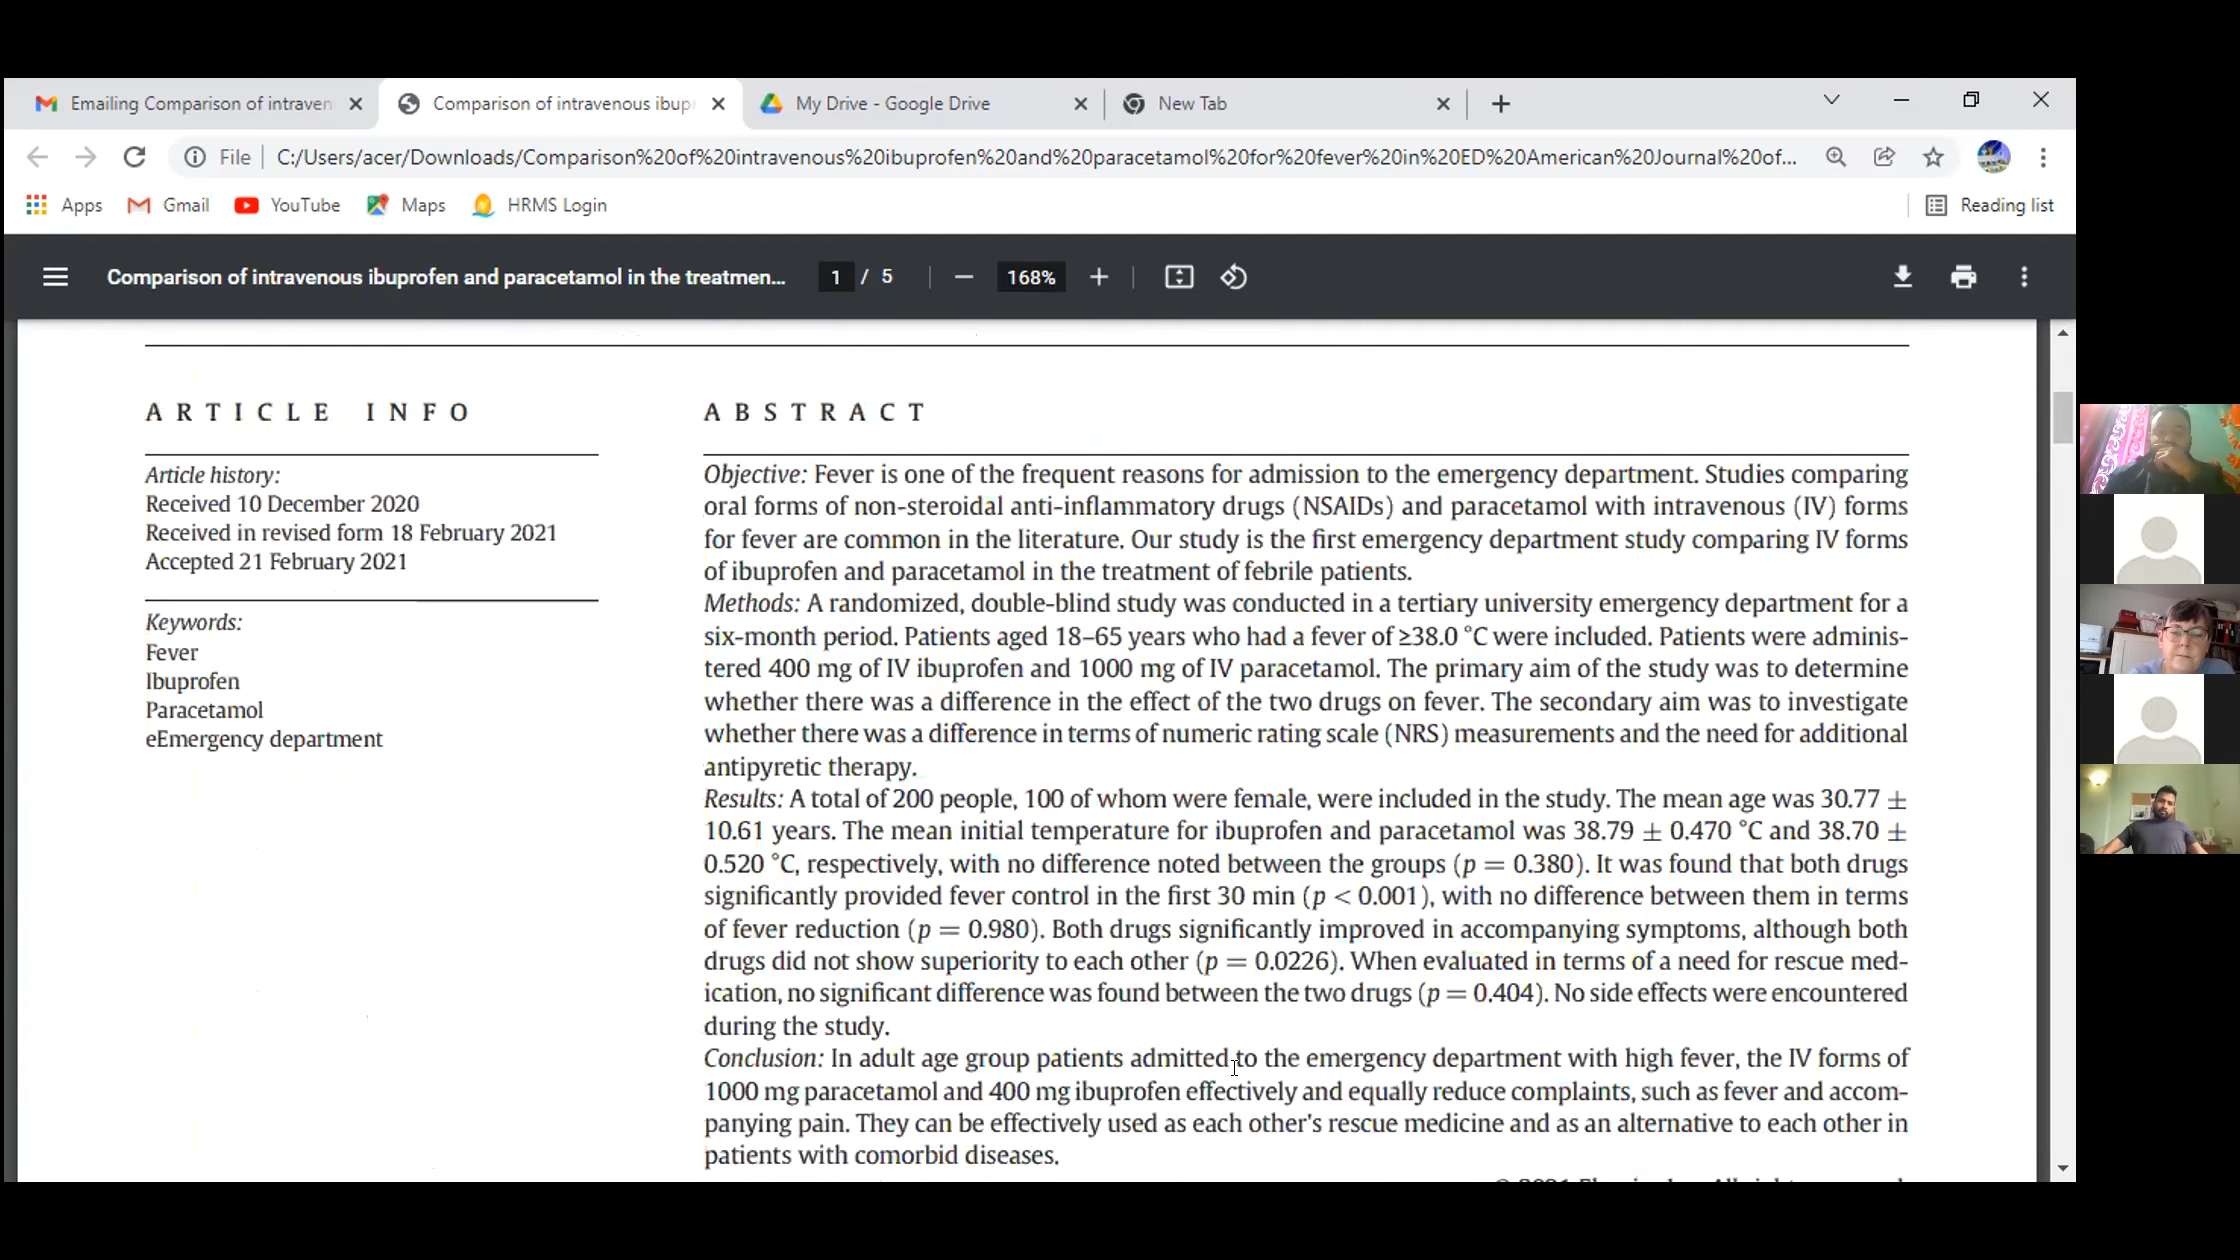 Emailing Comparison of intraven
Comparison of intravenous ibup
My Drive - Google Drive
New Tab
File
C:/Users/acer/Downloads/Comparison%20of%20intravenous%20ibuprofen%20and%20paracetamol%20for%20fever%20in%20ED%20American%20Journal%20of...
Apps
Gmail
YouTube
Maps
HRMS Login
Reading list
Comparison of intravenous ibuprofen and paracetamol in the treatmen...
1 / 5
168%
ARTICLE INFO
Article history:
Received 10 December 2020
Received in revised form 18 February 2021
Accepted 21 February 2021
Keywords:
Fever
Ibuprofen
Paracetamol
eEmergency department
ABSTRACT
Objective: Fever is one of the frequent reasons for admission to the emergency department. Studies comparing
oral forms of non-steroidal anti-inflammatory drugs (NSAIDs) and paracetamol with intravenous (IV) forms
for fever are common in the literature. Our study is the first emergency department study comparing IV forms
of ibuprofen and paracetamol in the treatment of febrile patients.
Methods: A randomized, double-blind study was conducted in a tertiary university emergency department for a
six-month period. Patients aged 18–65 years who had a fever of ≥38.0 °C were included. Patients were adminis-
tered 400 mg of IV ibuprofen and 1000 mg of IV paracetamol. The primary aim of the study was to determine
whether there was a difference in the effect of the two drugs on fever. The secondary aim was to investigate
whether there was a difference in terms of numeric rating scale (NRS) measurements and the need for additional
antipyretic therapy.
Results: A total of 200 people, 100 of whom were female, were included in the study. The mean age was 30.77 ±
10.61 years. The mean initial temperature for ibuprofen and paracetamol was 38.79 ± 0.470 °C and 38.70 ±
0.520 °C, respectively, with no difference noted between the groups (p = 0.380). It was found that both drugs
significantly provided fever control in the first 30 min (p < 0.001), with no difference between them in terms
of fever reduction (p = 0.980). Both drugs significantly improved in accompanying symptoms, although both
drugs did not show superiority to each other (p = 0.0226). When evaluated in terms of a need for rescue med-
ication, no significant difference was found between the two drugs (p = 0.404). No side effects were encountered
during the study.
Conclusion: In adult age group patients admitted to the emergency department with high fever, the IV forms of
1000 mg paracetamol and 400 mg ibuprofen effectively and equally reduce complaints, such as fever and accom-
panying pain. They can be effectively used as each other's rescue medicine and as an alternative to each other in
patients with comorbid diseases.